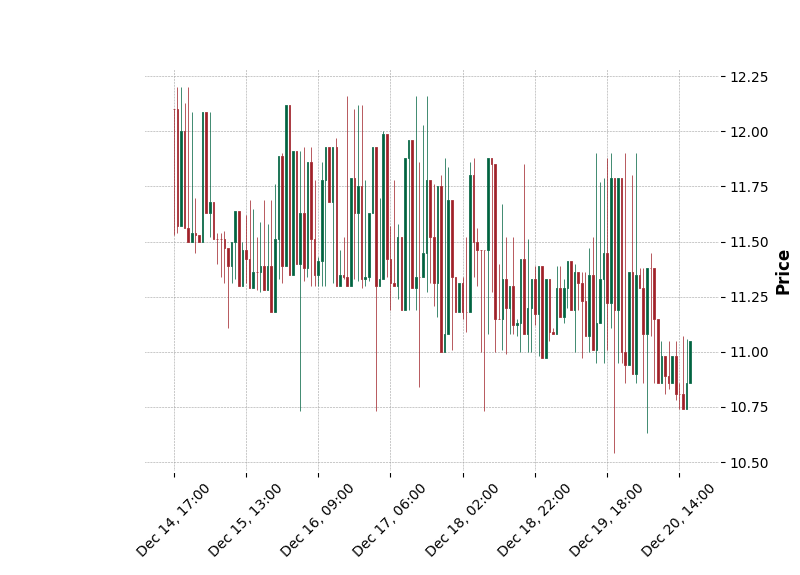 12.25
12.00
11.75
11.50
11.25
11.00
10.75
10.50
Price
Dec 14, 17:00
Dec 15, 13:00
Dec 16, 09:00
Dec 17, 06:00
Dec 18, 02:00
Dec 18, 22:00
Dec 19, 18:00
Dec 20, 14:00